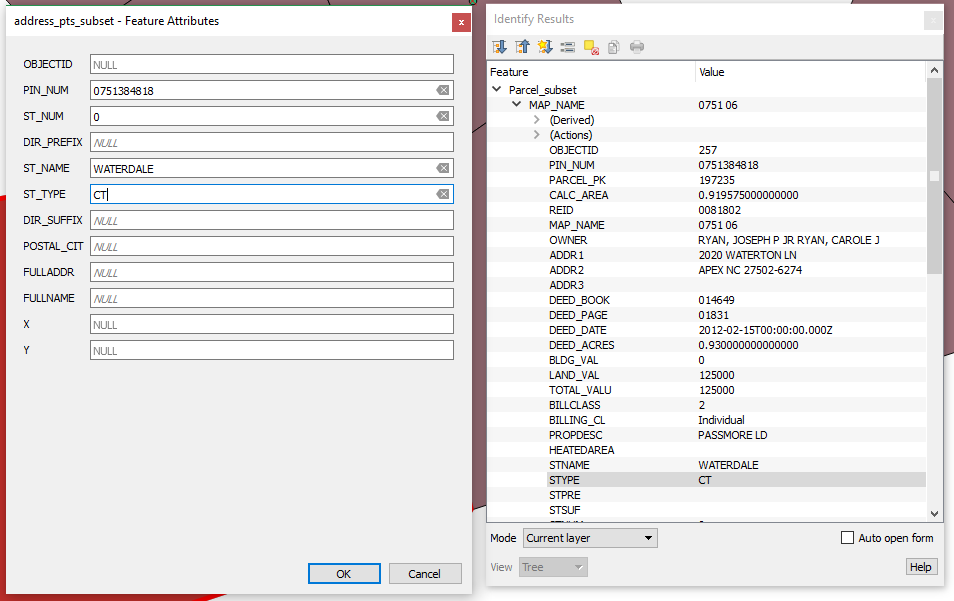 address_pts_subset - Feature Attributes
x
OBJECTID NULL
PIN_NUM 0751384818
ST_NUM 0
DIR_PREFIX NULL
ST_NAME WATERDALE
ST_TYPE CT
DIR_SUFFIX NULL
POSTAL_CIT NULL
FULLADDR NULL
FULLNAME NULL
X NULL
Y NULL
OK Cancel
Identify Results
x
Feature Value
Parcel_subset
MAP_NAME 0751 06
(Derived)
(Actions)
OBJECTID 257
PIN_NUM 0751384818
PARCEL_PK 197235
CALC_AREA 0.919575000000000
REID 0081802
MAP_NAME 0751 06
OWNER RYAN, JOSEPH P JR RYAN, CAROLE J
ADDR1 2020 WATERTON LN
ADDR2 APEX NC 27502-6274
ADDR3
DEED_BOOK 014649
DEED_PAGE 01831
DEED_DATE 2012-02-15T00:00:00.000Z
DEED_ACRES 0.930000000000000
BLDG_VAL 0
LAND_VAL 125000
TOTAL_VALU 125000
BILLCLASS 2
BILLING_CL Individual
PROPDESC PASSMORE LD
HEATEDAREA
STNAME WATERDALE
STYPE CT
STPRE
STSUF
Mode Current layer Auto open form
View Tree Help